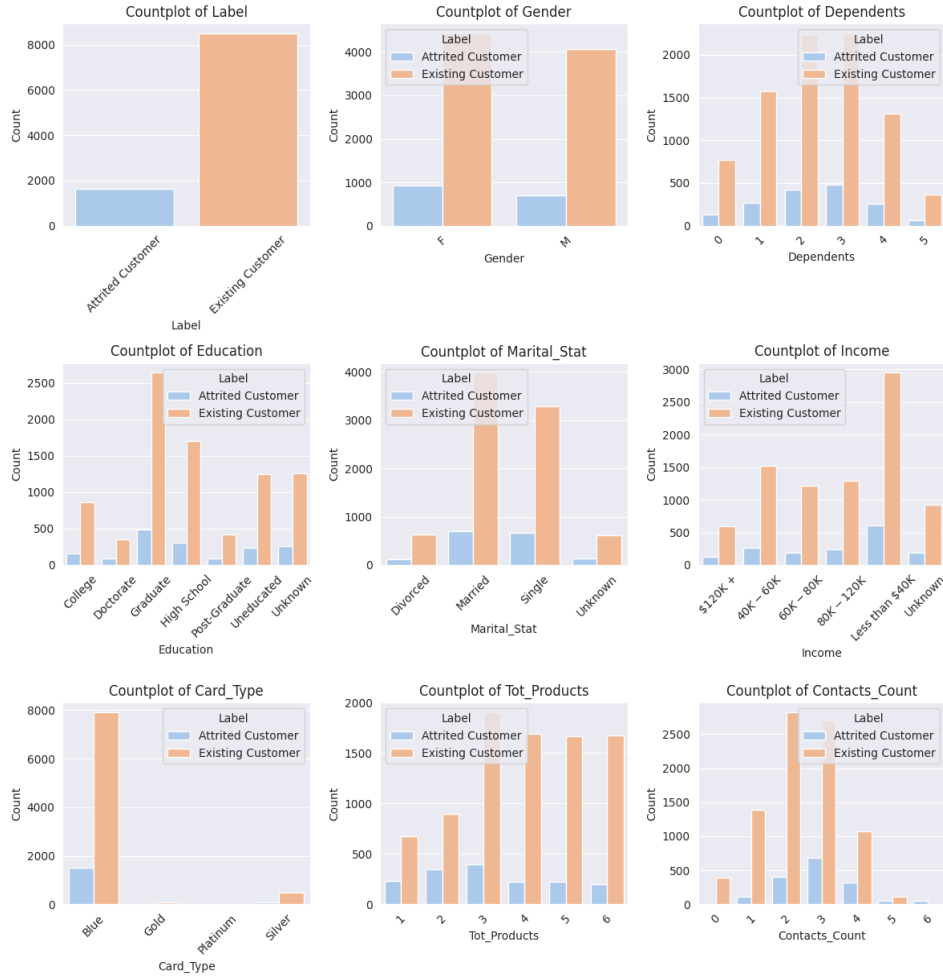 Countplot of Label
8000
6000
4000
2000
0
Count
Attrited Customer
Existing Customer
Label
Countplot of Gender
Label
Attrited Customer
Existing Customer
4000
3000
2000
1000
0
Count
F
M
Gender
Countplot of Dependents
Label
Attrited Customer
Existing Customer
2000
1500
1000
500
0
Count
0
1
2
3
4
5
Dependents
Countplot of Education
Label
Attrited Customer
Existing Customer
2500
2000
1500
1000
500
0
Count
College
Doctorate
Graduate
High School
Post-Graduate
Uneducated
Unknown
Education
Countplot of Marital_Stat
Label
Attrited Customer
Existing Customer
4000
3000
2000
1000
0
Count
Divorced
Married
Single
Unknown
Marital_Stat
Countplot of Income
Label
Attrited Customer
Existing Customer
3000
2500
2000
1500
1000
500
0
Count
$120K +
40K − 60K
60K − 80K
80K − 120K
Less than $40K
Unknown
Income
Countplot of Card_Type
Label
Attrited Customer
Existing Customer
8000
6000
4000
2000
0
Count
Blue
Gold
Platinum
Silver
Card_Type
Countplot of Tot_Products
Label
Attrited Customer
Existing Customer
2000
1500
1000
500
0
Count
1
2
3
4
5
6
Tot_Products
Countplot of Contacts_Count
Label
Attrited Customer
Existing Customer
2500
2000
1500
1000
500
0
Count
0
1
2
3
4
5
6
Contacts_Count